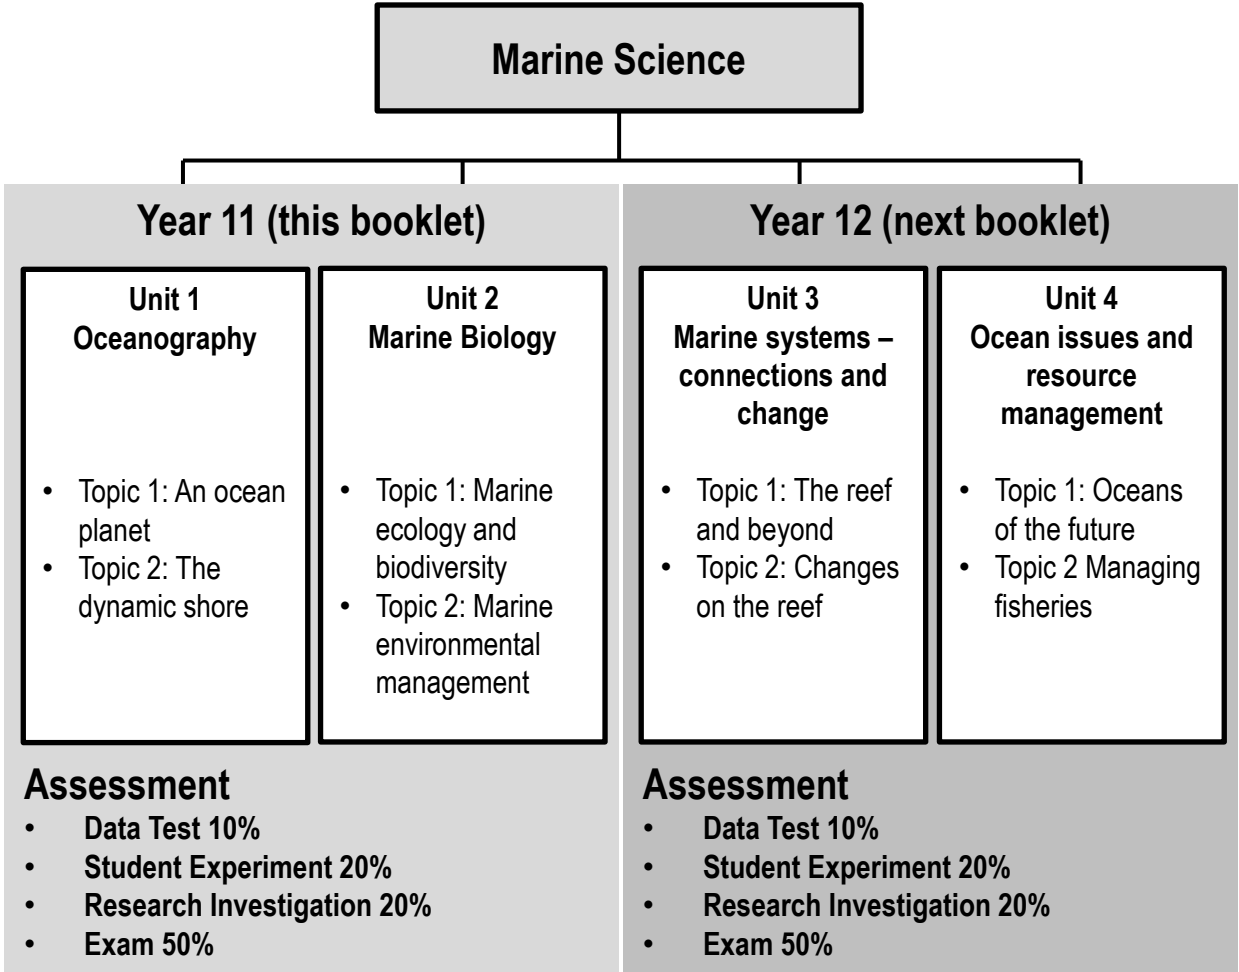 Marine Science
Year 11 (this booklet)
Unit 1
Oceanography
• Topic 1: An ocean
planet
• Topic 2: The
dynamic shore
Unit 2
Marine Biology
• Topic 1: Marine
ecology and
biodiversity
• Topic 2: Marine
environmental
management
Assessment
• Data Test 10%
• Student Experiment 20%
• Research Investigation 20%
• Exam 50%
Year 12 (next booklet)
Unit 3
Marine systems –
connections and
change
• Topic 1: The reef
and beyond
• Topic 2: Changes
on the reef
Unit 4
Ocean issues and
resource
management
• Topic 1: Oceans
of the future
• Topic 2 Managing
fisheries
Assessment
• Data Test 10%
• Student Experiment 20%
• Research Investigation 20%
• Exam 50%